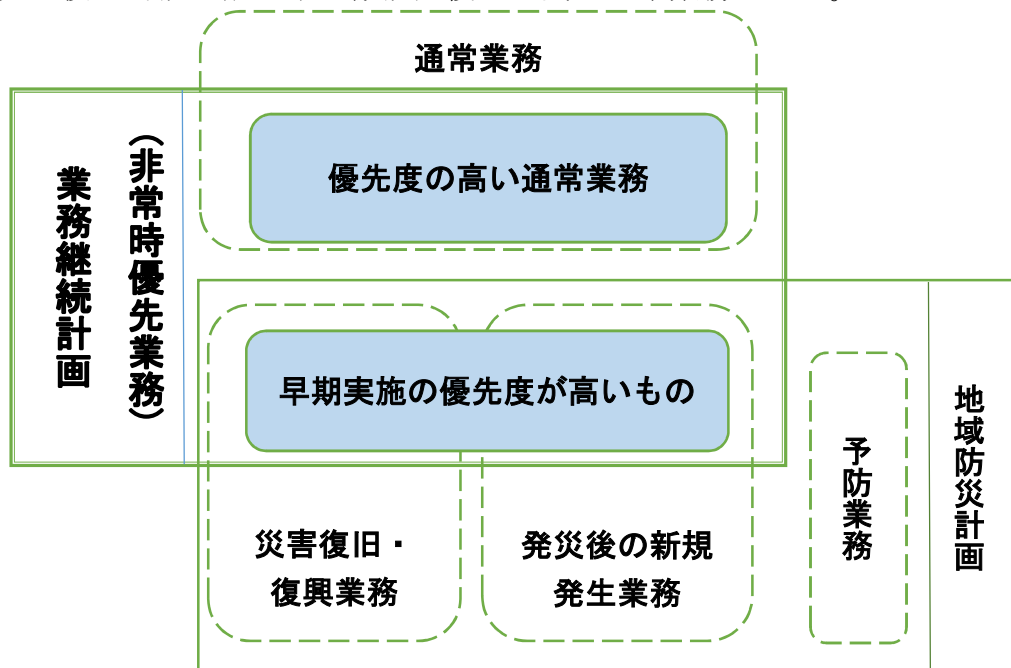 通常業務
優先度の高い通常業務
業務継続計画
（非常時優先業務）
早期実施の優先度が高いもの
災害復旧・
復興業務
発災後の新規
発生業務
予防業務
地域防災計画